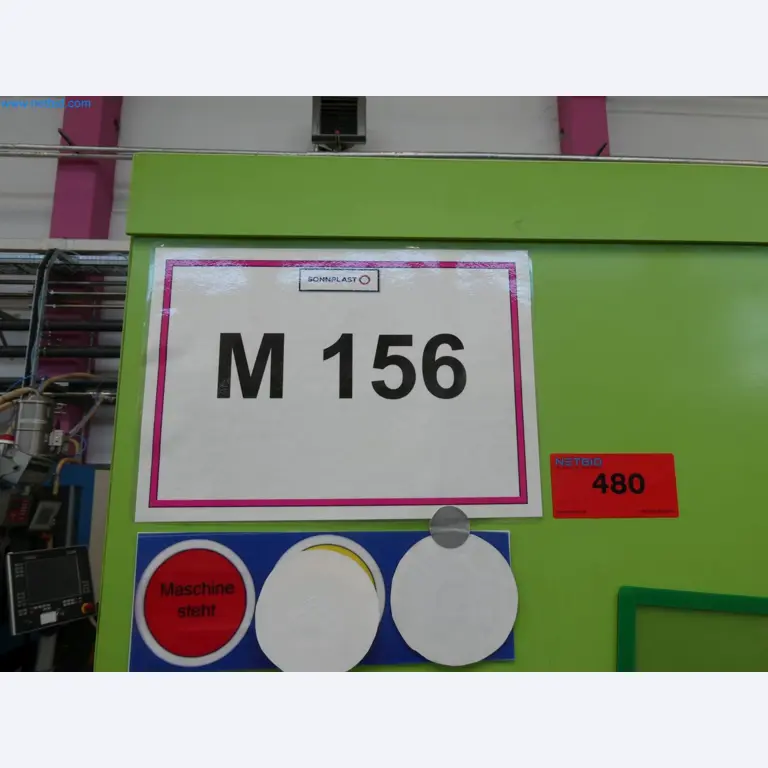 www.netbid.com
SONNPLAST
M 156
NETBID
480
Maschine
steht